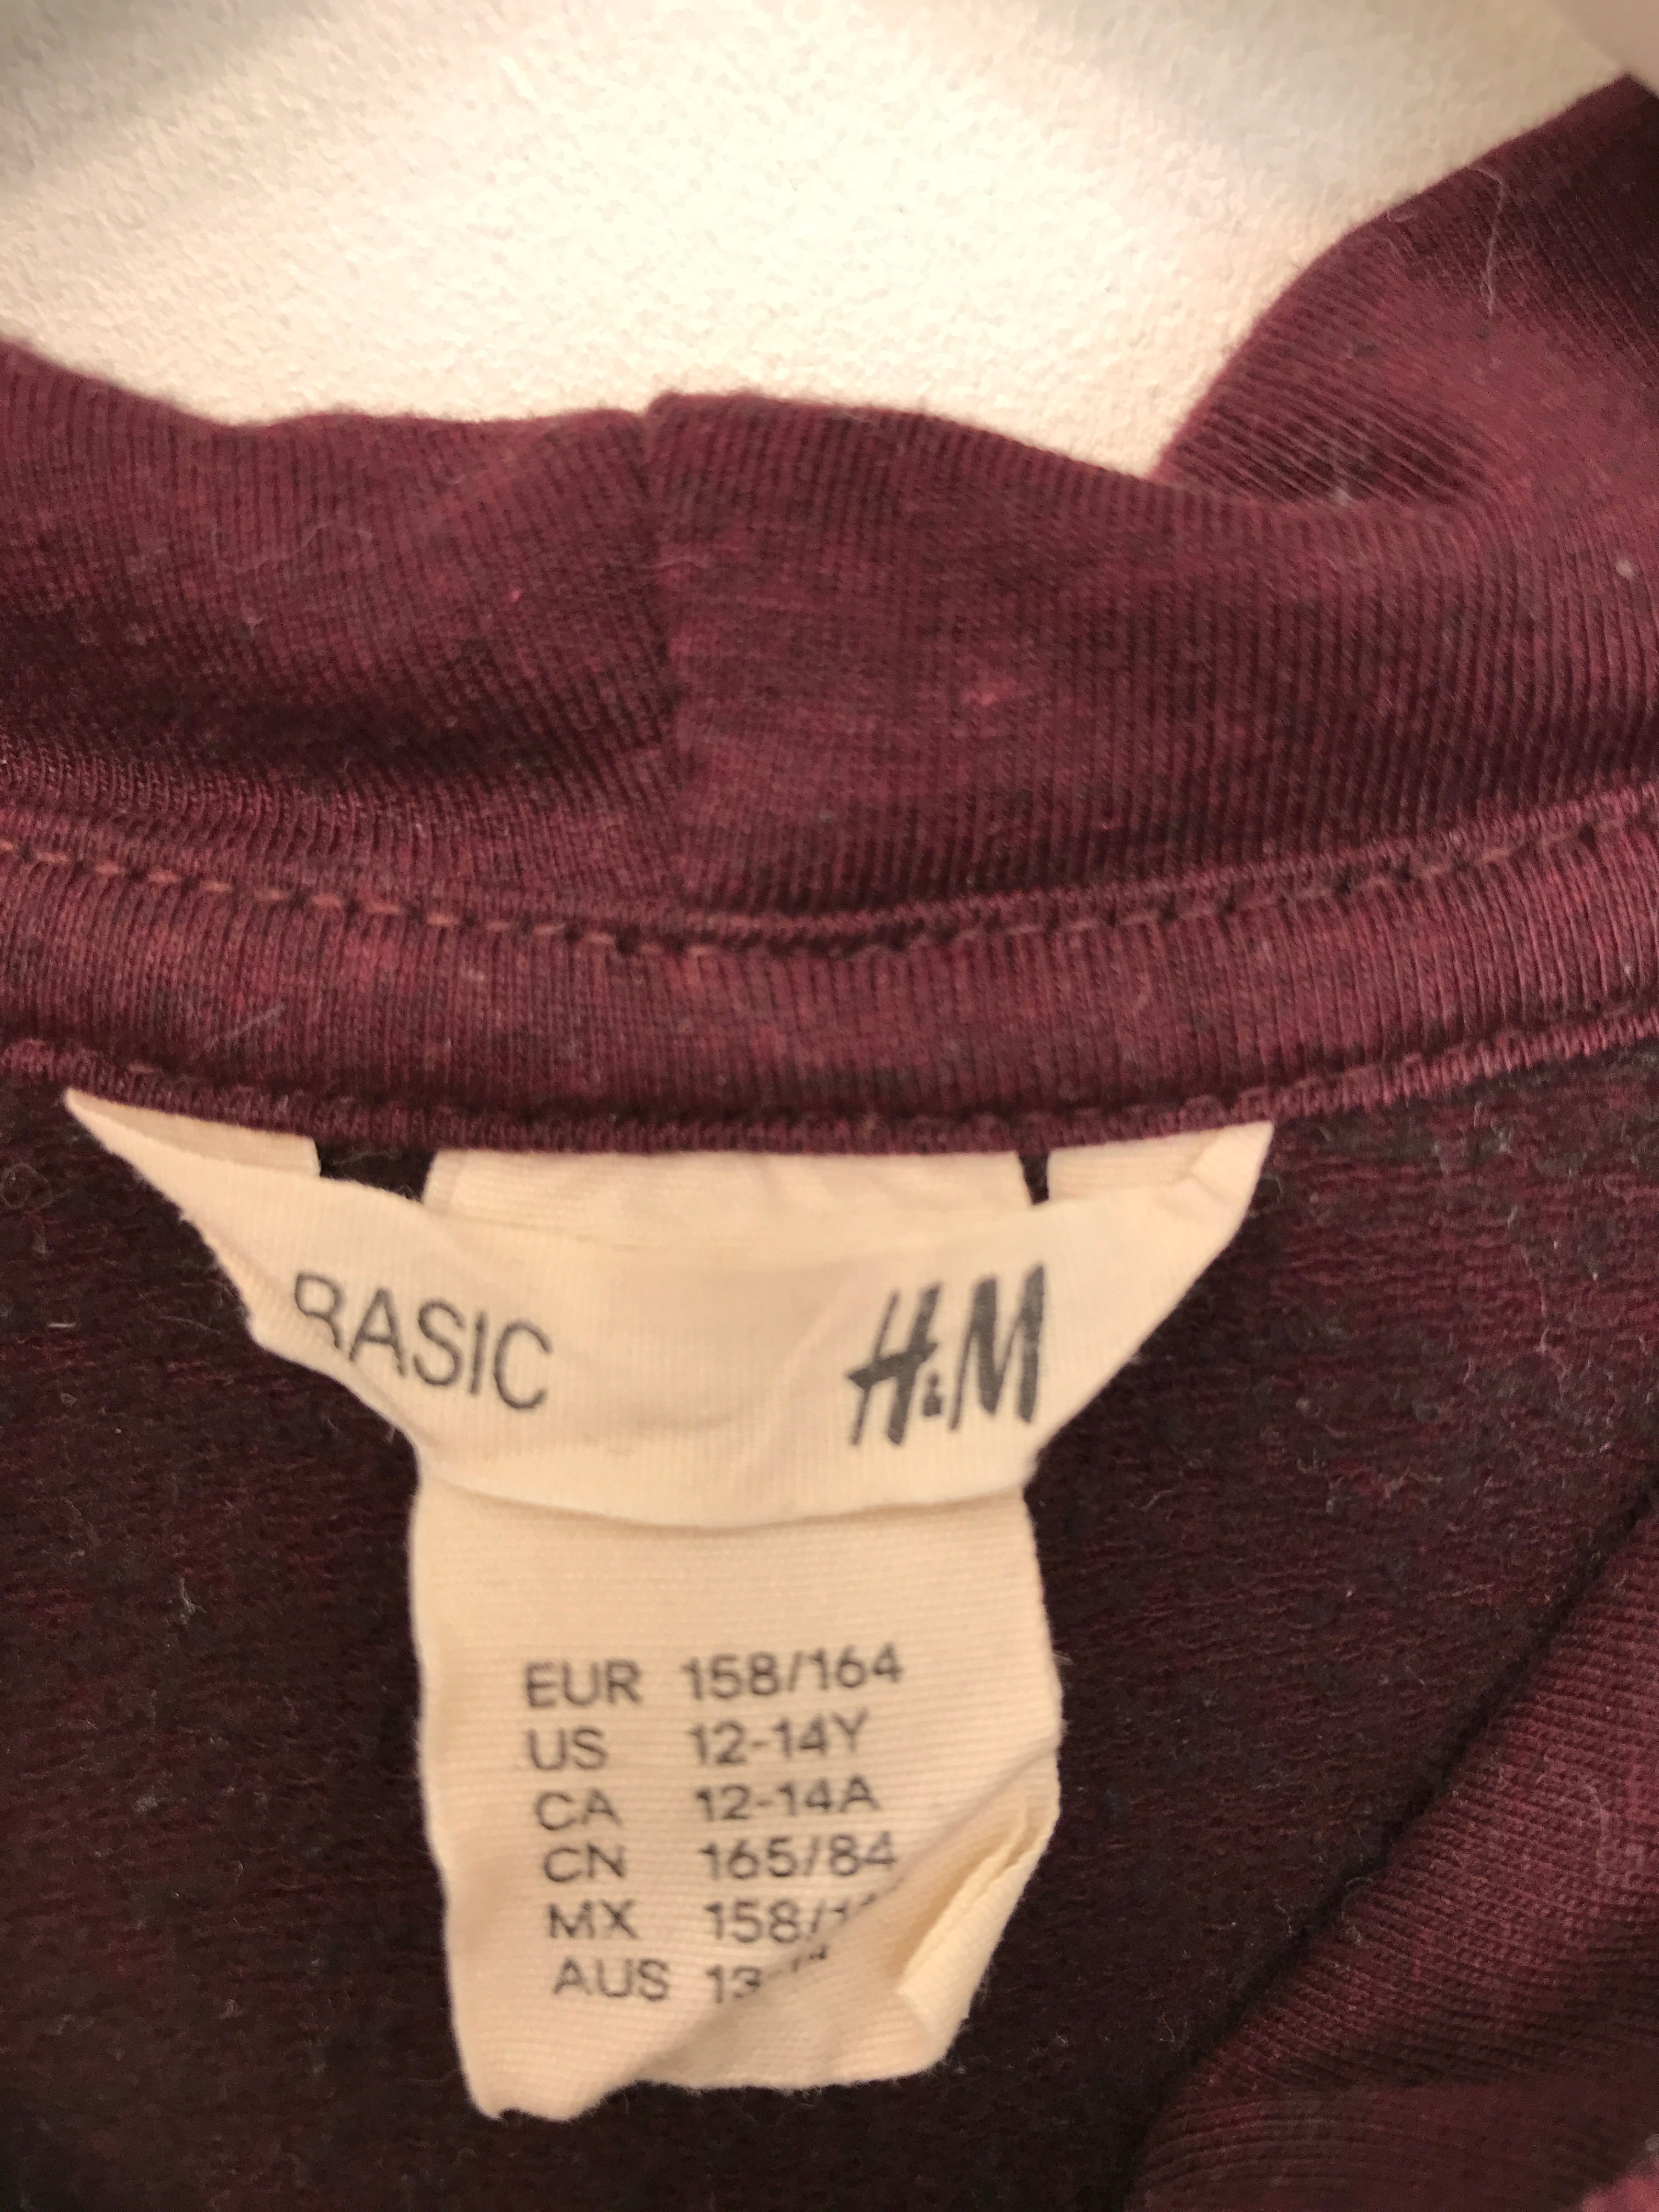 BASIC H&M
EUR 158/164
US 12-14Y
CA 12-14A
CN 165/84
MX
AUS